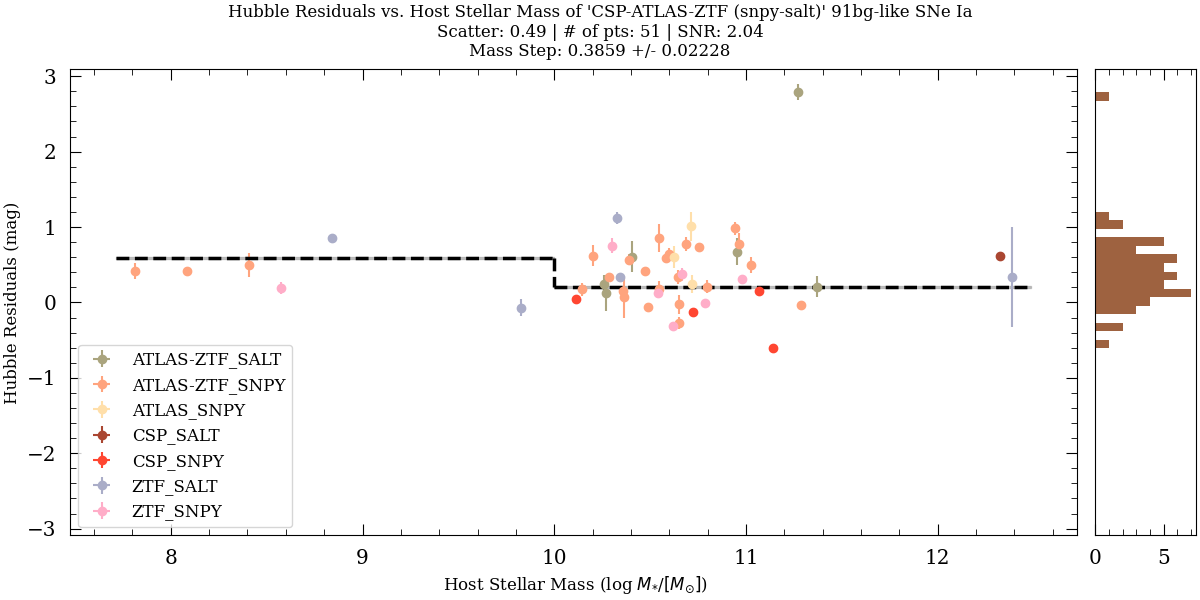 Hubble Residuals vs. Host Stellar Mass of 'CSP-ATLAS-ZTF (snpy-salt)' 91bg-like SNe Ia
Scatter: 0.49 | # of pts: 51 | SNR: 2.04
Mass Step: 0.3859 +/- 0.02228
Hubble Residuals (mag)
3
2
1
0
−1
−2
−3
ATLAS-ZTF_SALT
ATLAS-ZTF_SNPY
ATLAS_SNPY
CSP_SALT
CSP_SNPY
ZTF_SALT
ZTF_SNPY
8 9 10 11 12
0 5
Host Stellar Mass (log M*/[M⊙])